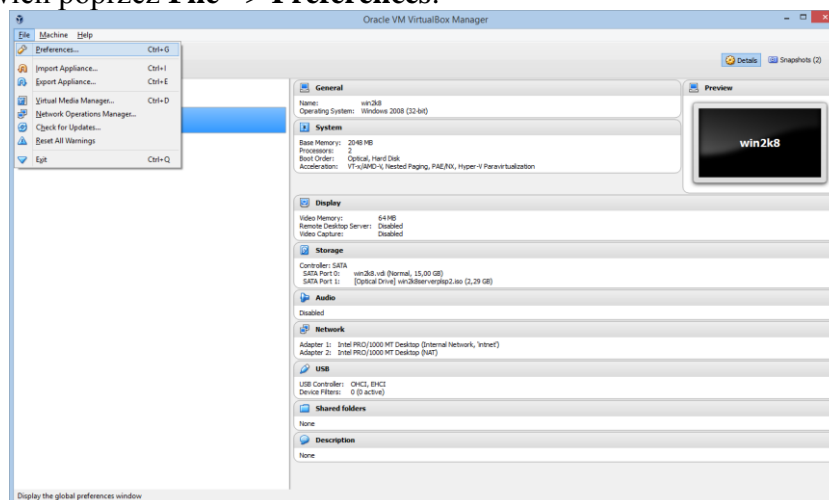 poprzez File -> Preferences.
Oracle VM VirtualBox Manager
File Machine Help
Preferences... Ctrl+G
Import Appliance... Ctrl+I
Export Appliance... Ctrl+E
Virtual Media Manager... Ctrl+D
Network Operations Manager...
Check for Updates...
Reset All Warnings
Exit Ctrl+Q
Details Snapshots (2)
General
Name: win2k8
Operating System: Windows 2008 (32-bit)
System
Base Memory: 2048 MB
Processors: 2
Boot Order: Optical, Hard Disk
Acceleration: VT-x/AMD-V, Nested Paging, PAE/NX, Hyper-V Paravirtualization
Preview
win2k8
Display
Video Memory: 64 MB
Remote Desktop Server: Disabled
Video Capture: Disabled
Storage
Controller: SATA
SATA Port 0: win2k8.vdi (Normal, 15,00 GB)
SATA Port 1: [Optical Drive] win2k8serverplsp2.iso (2,29 GB)
Audio
Disabled
Network
Adapter 1: Intel PRO/1000 MT Desktop (Internal Network, 'intnet')
Adapter 2: Intel PRO/1000 MT Desktop (NAT)
USB
USB Controller: OHCI, EHCI
Device Filters: 0 (0 active)
Shared folders
None
Description
None
Display the global preferences window